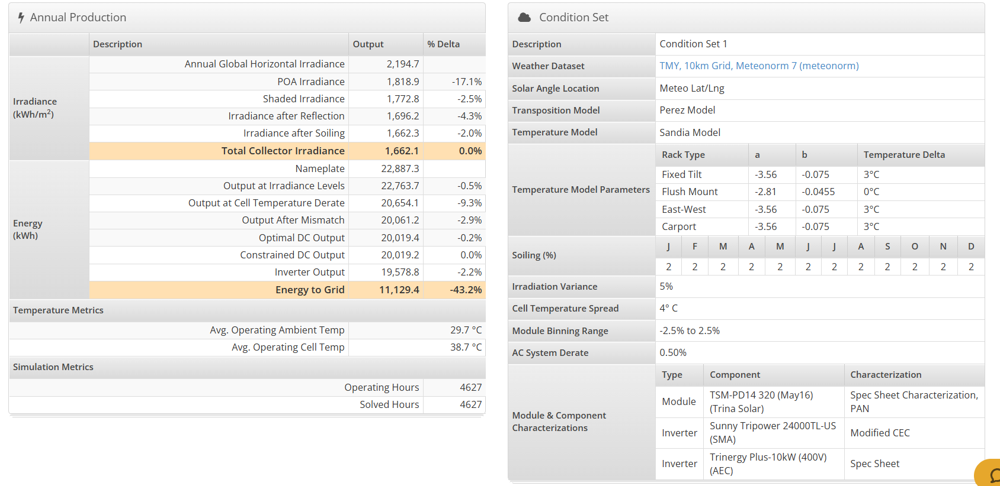 Annual Production
Description Output % Delta
Irradiance
(kWh/m²)
Annual Global Horizontal Irradiance 2,194.7
POA Irradiance 1,818.9 -17.1%
Shaded Irradiance 1,772.8 -2.5%
Irradiance after Reflection 1,696.2 -4.3%
Irradiance after Soiling 1,662.3 -2.0%
Total Collector Irradiance 1,662.1 0.0%
Energy
(kWh)
Nameplate 22,887.3
Output at Irradiance Levels 22,763.7 -0.5%
Output at Cell Temperature Derate 20,654.1 -9.3%
Output After Mismatch 20,061.2 -2.9%
Optimal DC Output 20,019.4 -0.2%
Constrained DC Output 20,019.2 0.0%
Inverter Output 19,578.8 -2.2%
Energy to Grid 11,129.4 -43.2%
Temperature Metrics
Avg. Operating Ambient Temp 29.7 °C
Avg. Operating Cell Temp 38.7 °C
Simulation Metrics
Operating Hours 4627
Solved Hours 4627
Condition Set
Description Condition Set 1
Weather Dataset TMY, 10km Grid, Meteonorm 7 (meteonorm)
Solar Angle Location Meteo Lat/Lng
Transposition Model Perez Model
Temperature Model Sandia Model
Temperature Model Parameters
Rack Type a b Temperature Delta
Fixed Tilt -3.56 -0.075 3°C
Flush Mount -2.81 -0.0455 0°C
East-West -3.56 -0.075 3°C
Carport -3.56 -0.075 3°C
Soiling (%)
J F M A M J J A S O N D
2 2 2 2 2 2 2 2 2 2 2 2
Irradiation Variance 5%
Cell Temperature Spread 4° C
Module Binning Range -2.5% to 2.5%
AC System Derate 0.50%
Module & Component
Characterizations
Type Component Characterization
Module TSM-PD14 320 (May16)
(Trina Solar) Spec Sheet Characterization,
PAN
Inverter Sunny Tripower 24000TL-US
(SMA) Modified CEC
Inverter Trinergy Plus-10kW (400V)
(AEC) Spec Sheet